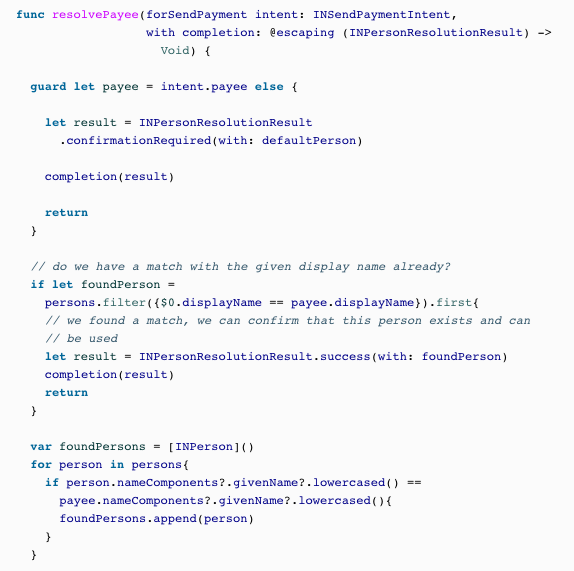 func resolvePayee(forSendPayment intent: INSendPaymentIntent,
with completion: @escaping (INPersonResolutionResult) ->
Void) {
guard let payee = intent.payee else {
let result = INPersonResolutionResult
.confirmationRequired(with: defaultPerson)
completion(result)
return
}
// do we have a match with the given display name already?
if let foundPerson =
persons.filter({$0.displayName == payee.displayName}).first{
// we found a match, we can confirm that this person exists and can
// be used
let result = INPersonResolutionResult.success(with: foundPerson)
completion(result)
return
}
var foundPersons = [INPerson]()
for person in persons{
if person.nameComponents?.givenName?.lowercased() ==
payee.nameComponents?.givenName?.lowercased(){
foundPersons.append(person)
}
}